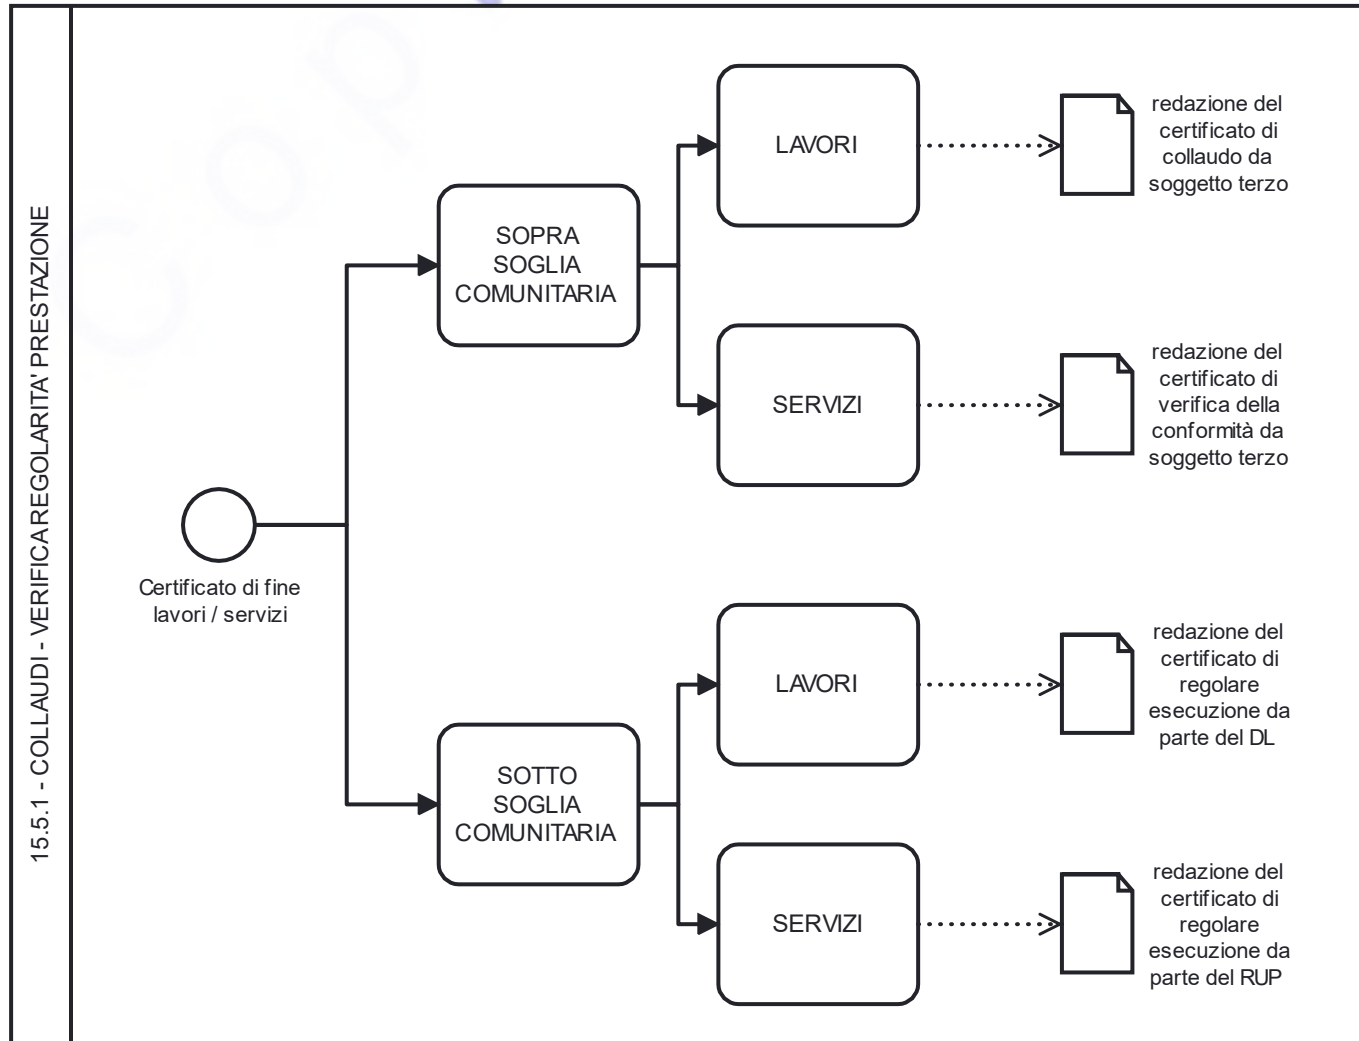 15.5.1 - COLLAUDI - VERIFICA REGOLARITA' PRESTAZIONE
Certificato di fine
lavori / servizi
SOPRA
SOGLIA
COMUNITARIA
LAVORI
redazione del
certificato di
collaudo da
soggetto terzo
SERVIZI
redazione del
certificato di
verifica della
conformità da
soggetto terzo
SOTTO
SOGLIA
COMUNITARIA
LAVORI
redazione del
certificato di
regolare
esecuzione da
parte del DL
SERVIZI
redazione del
certificato di
regolare
esecuzione da
parte del RUP